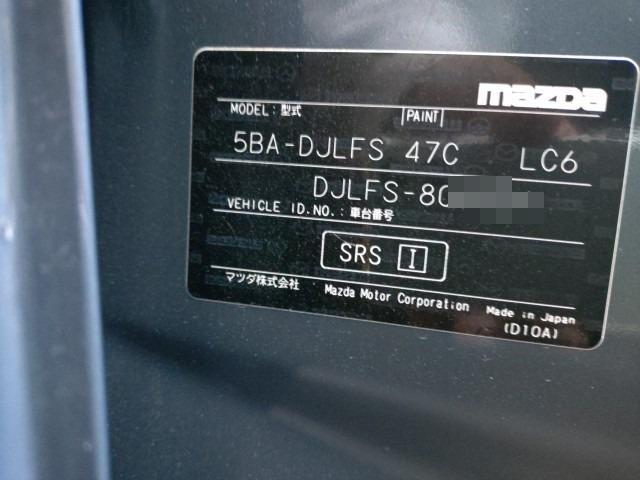 mazda
MODEL: 型式 PAINT
5BA-DJLFS 47C LC6
DJLFS-80
VEHICLE ID.NO.: 車台番号
SRS I
マツダ株式会社 Mazda Motor Corporation Made in Japan
(D10A)